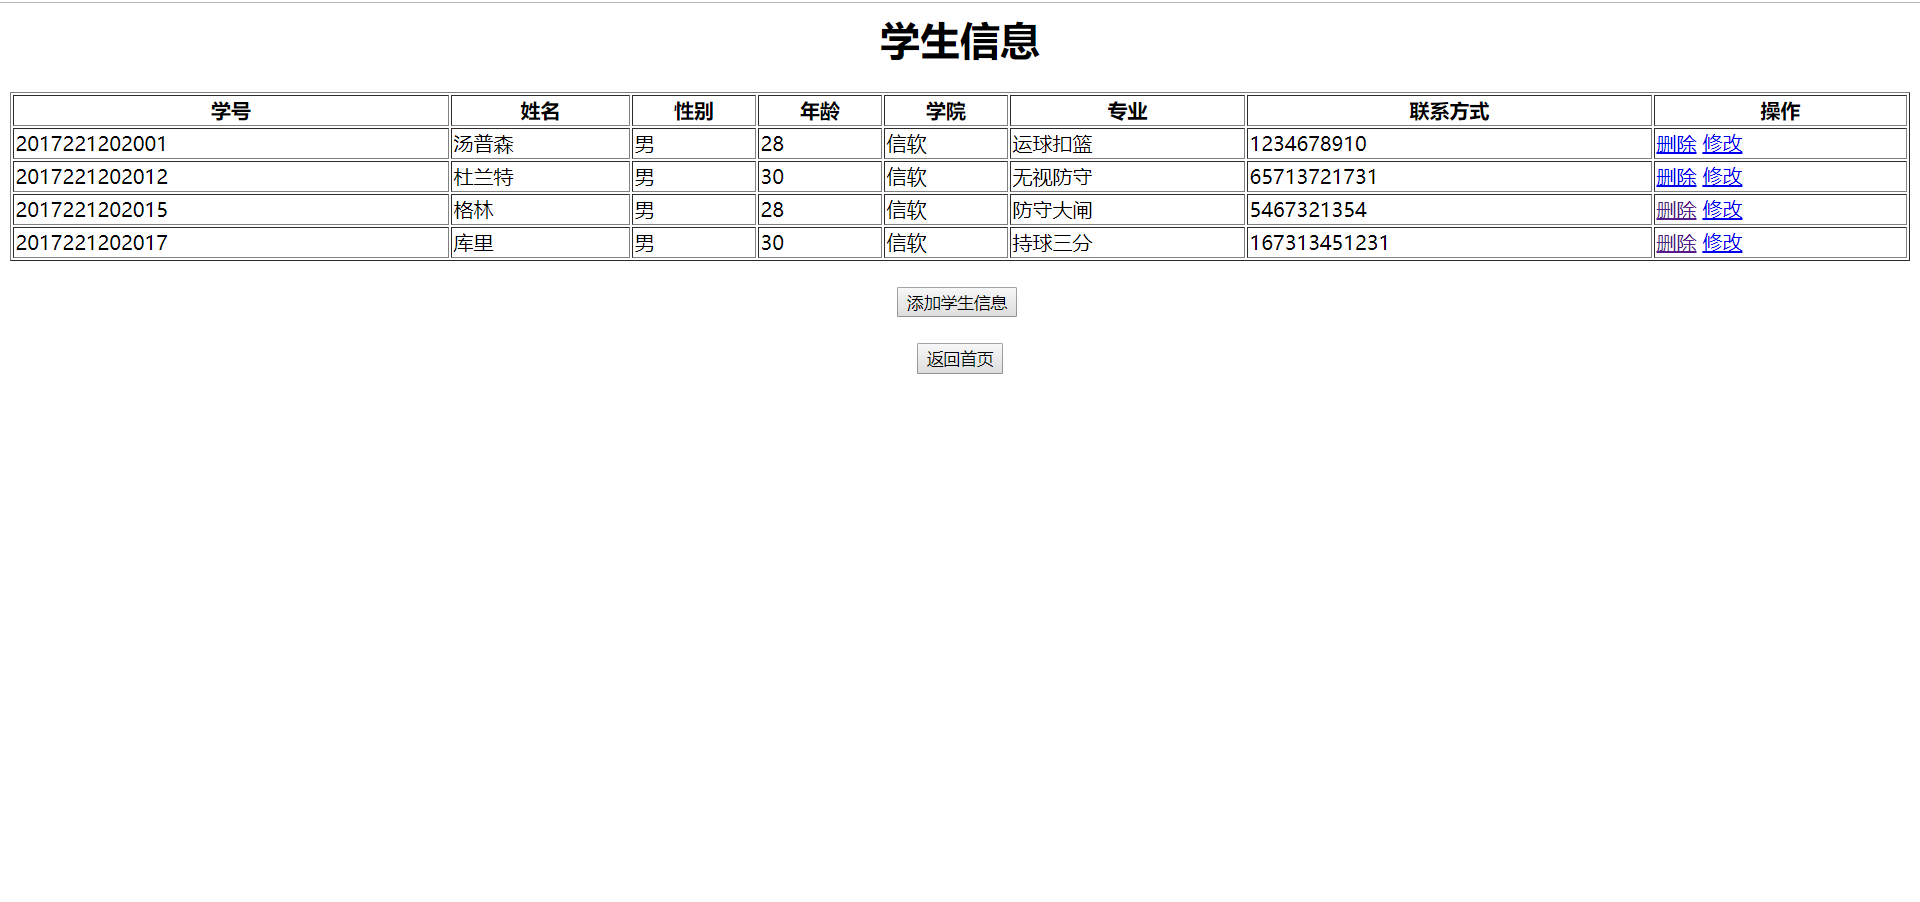 学生信息
学号 姓名 性别 年龄 学院 专业 联系方式 操作
2017221202001 汤普森 男 28 信软 运球扣篮 1234678910 删除 修改
2017221202012 杜兰特 男 30 信软 无视防守 65713721731 删除 修改
2017221202015 格林 男 28 信软 防守大闸 5467321354 删除 修改
2017221202017 库里 男 30 信软 持球三分 167313451231 删除 修改
添加学生信息
返回首页